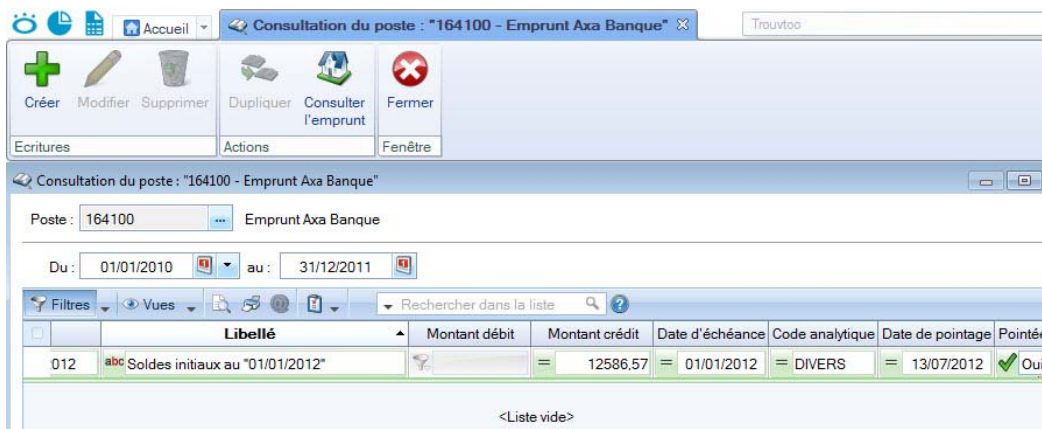 Accueil
Consultation du poste : "164100 - Emprunt Axa Banque"
Trouvtoo
Créer Modifier Supprimer Dupliquer Consulter l'emprunt Fermer
Ecritures Actions Fenêtre
Consultation du poste : "164100 - Emprunt Axa Banque"
Poste : 164100 ... Emprunt Axa Banque
Du : 01/01/2010 au : 31/12/2011
Filtres Vues Rechercher dans la liste
Libellé Montant débit Montant crédit Date d'échéance Code analytique Date de pointage Pointée
012 abc Soldes initiaux au "01/01/2012" = 12586,57 = 01/01/2012 = DIVERS = 13/07/2012 Oui
<Liste vide>